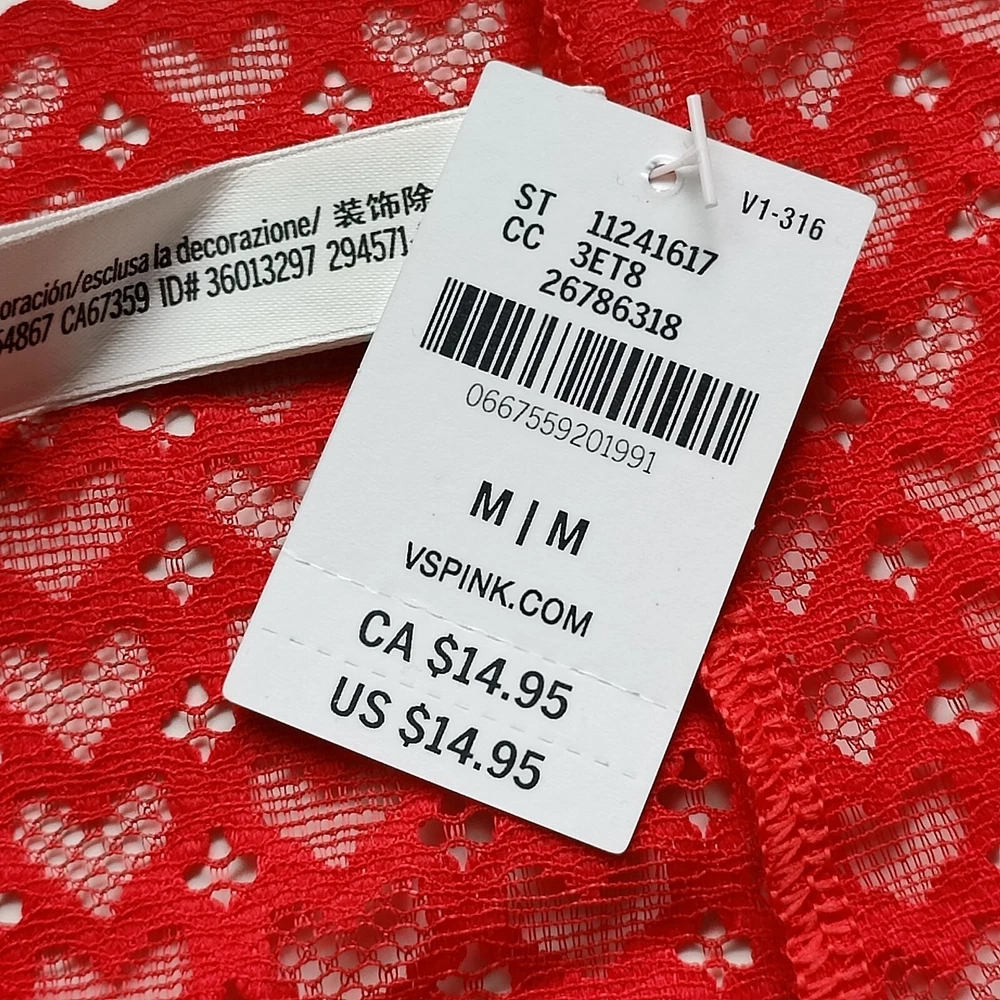 oración/esclusa la decorazione/ 装饰除
54867 CA67359 ID# 36013297 294571
V1-316
ST 11241617
CC 3ET8
26786318
0667559201991
M | M
VSPINK.COM
CA $14.95
US $14.95